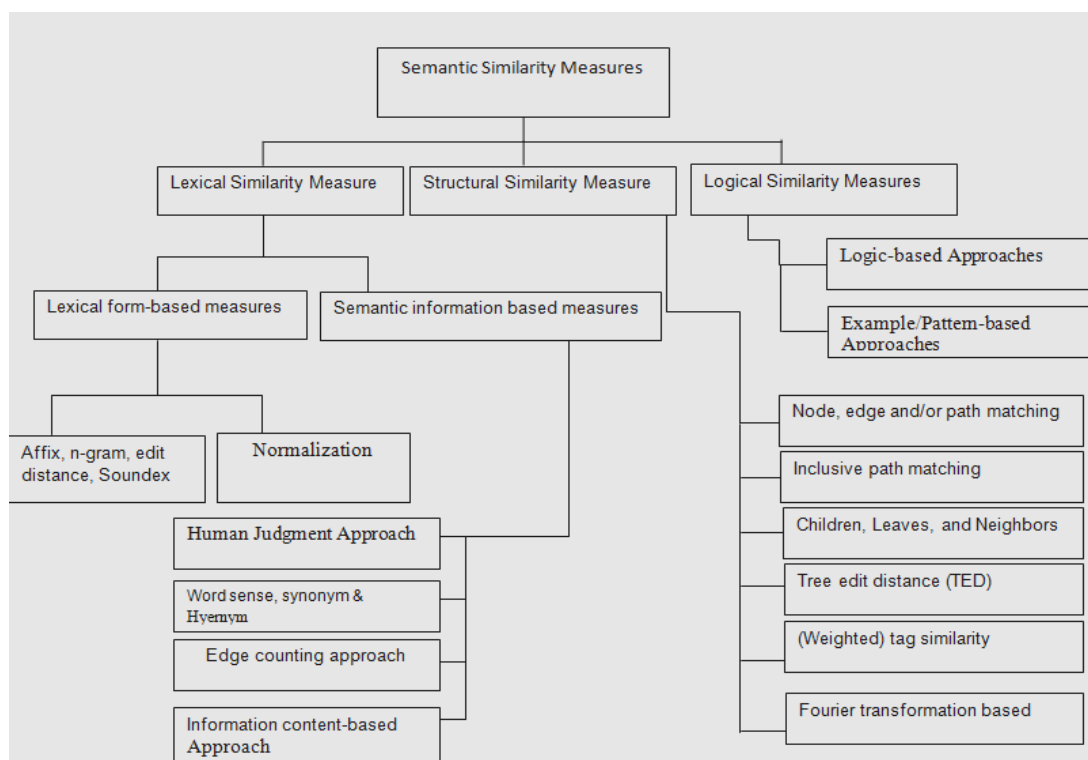 Semantic Similarity Measures
Lexical Similarity Measure
Structural Similarity Measure
Logical Similarity Measures
Logic-based Approaches
Example/Pattern-based
Approaches
Lexical form-based measures
Semantic information based measures
Affix, n-gram, edit
distance, Soundex
Normalization
Human Judgment Approach
Word sense, synonym &
Hyernym
Edge counting approach
Information content-based
Approach
Node, edge and/or path matching
Inclusive path matching
Children, Leaves, and Neighbors
Tree edit distance (TED)
(Weighted) tag similarity
Fourier transformation based